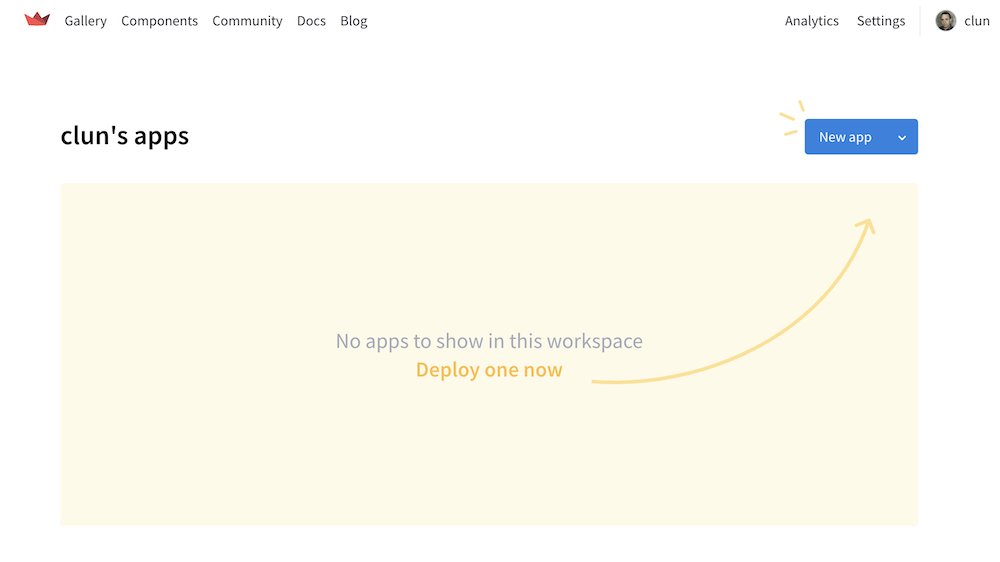 Gallery Components Community Docs Blog Analytics Settings clun
clun's apps
New app
No apps to show in this workspace
Deploy one now